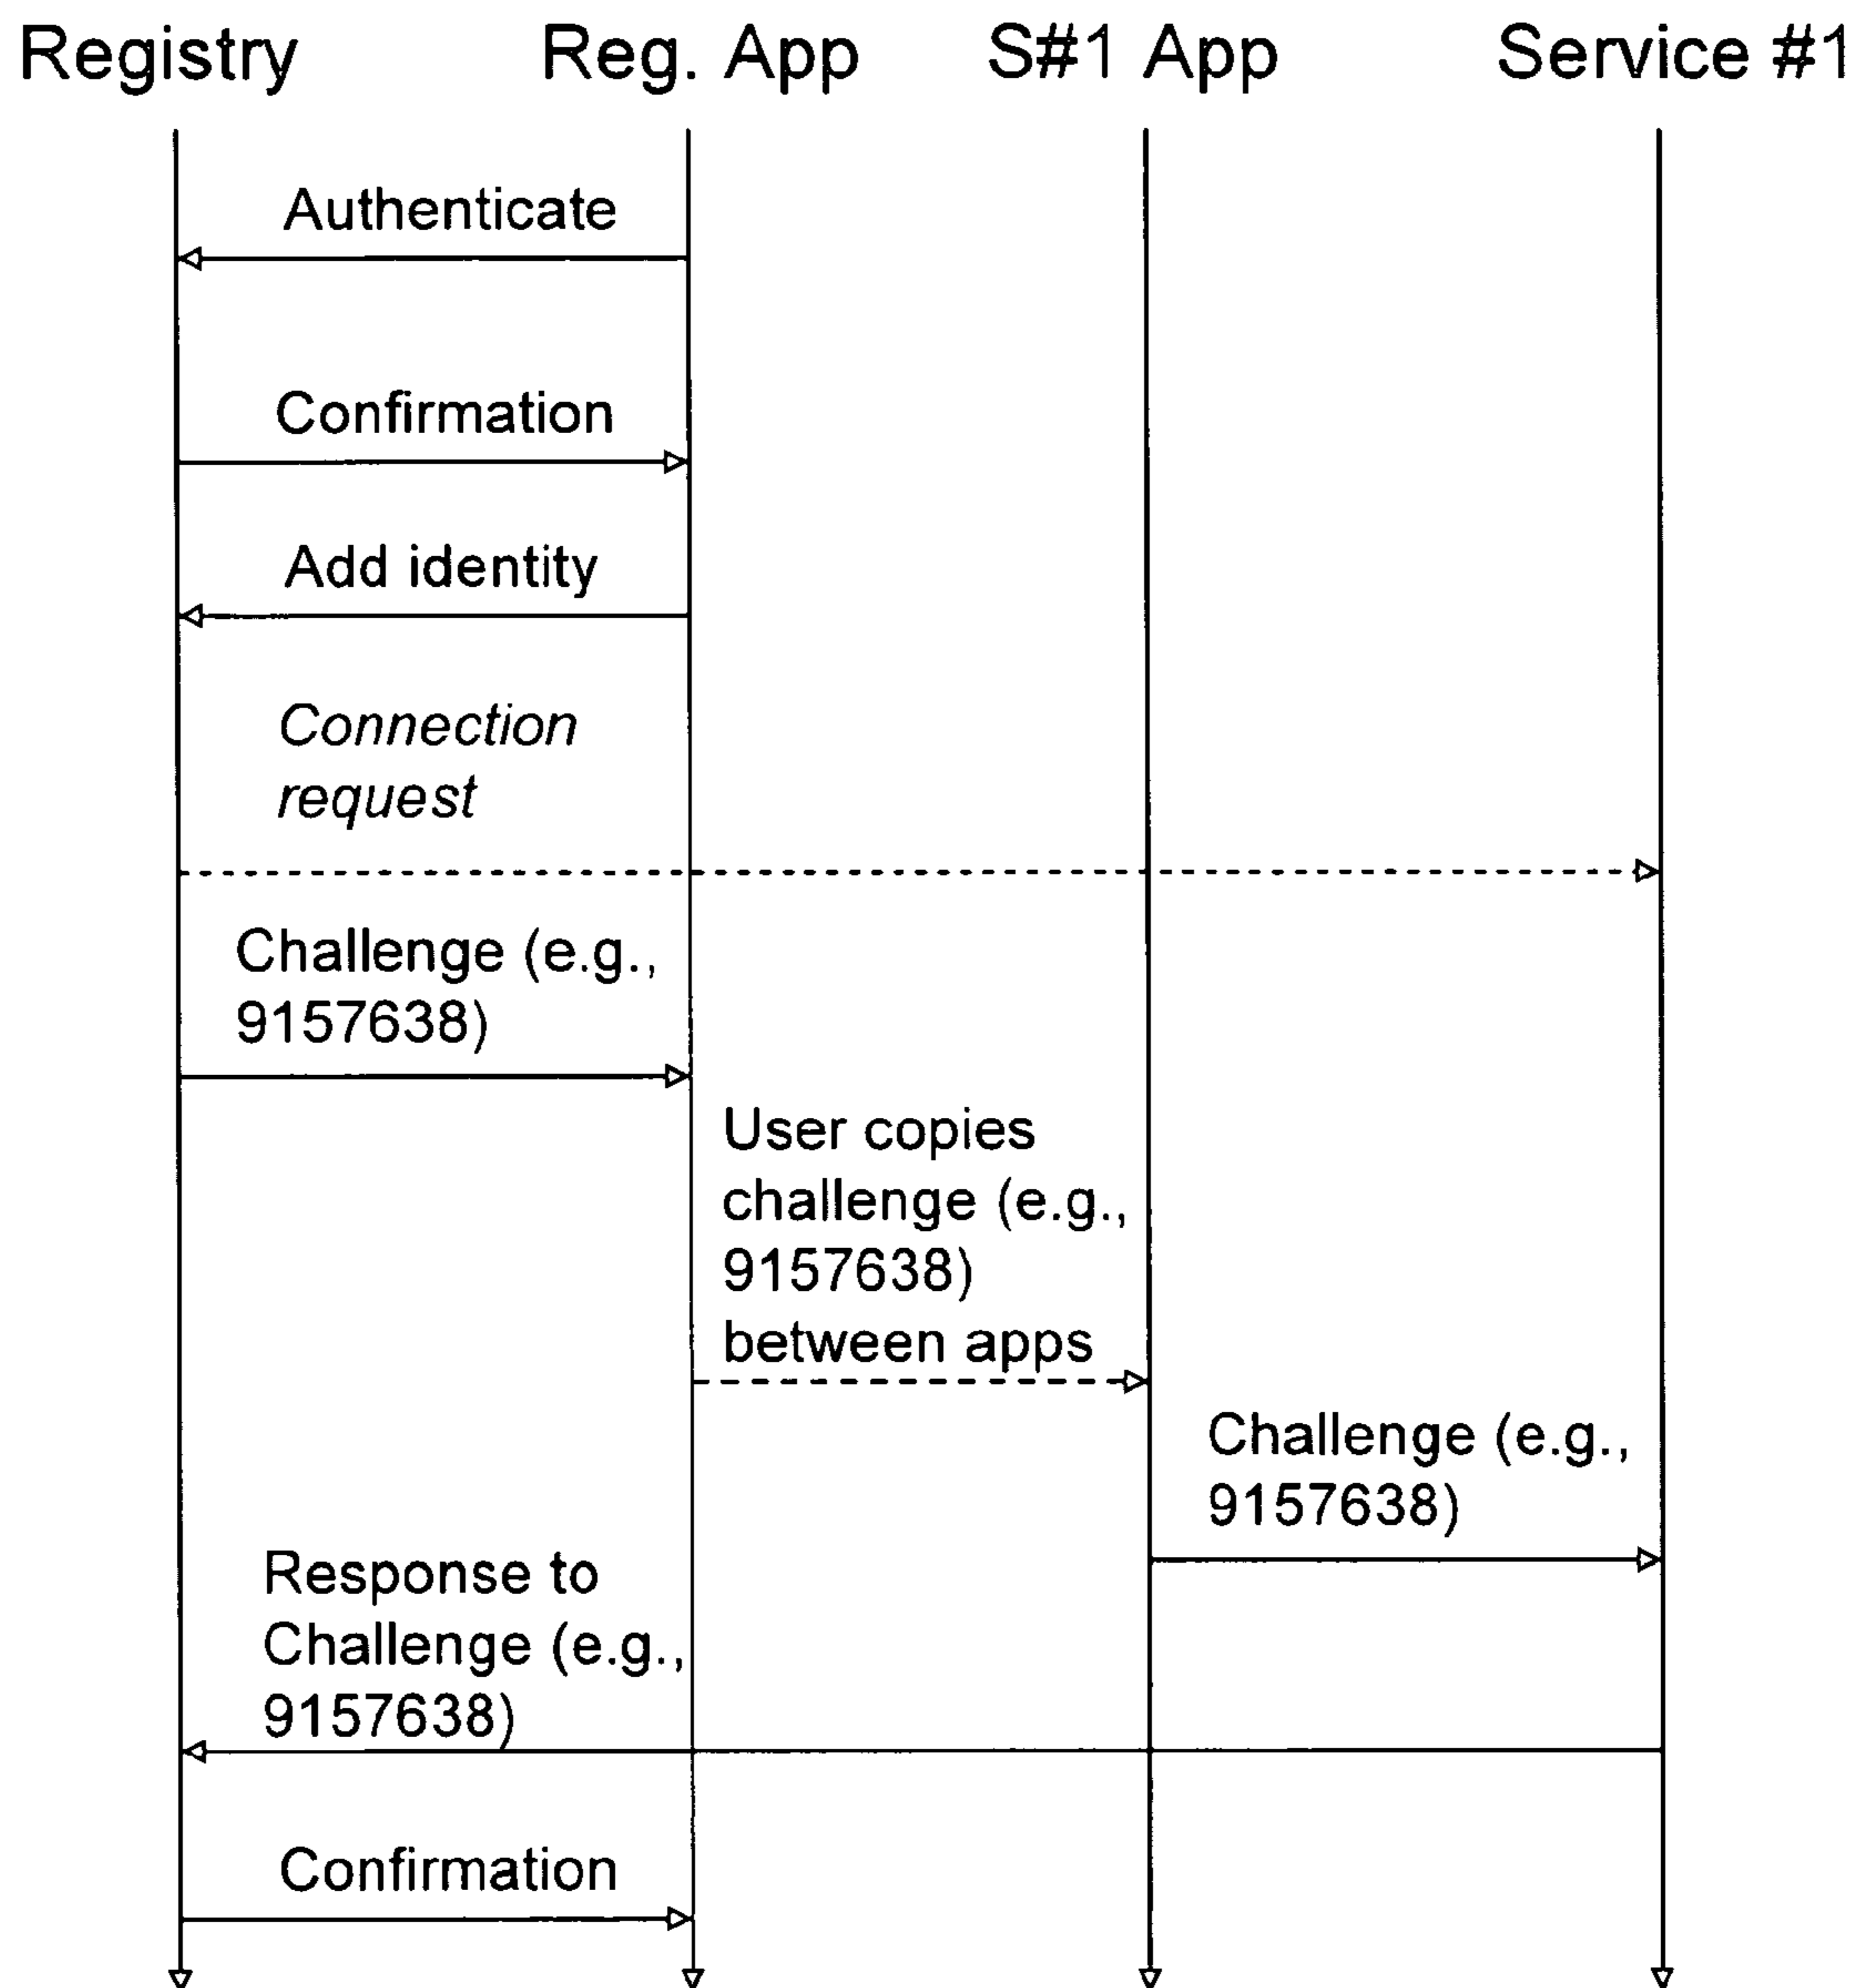 Registry Reg. App S#1 App Service #1
Authenticate
Confirmation
Add identity
Connection
request
Challenge (e.g.,
9157638)
User copies
challenge (e.g.,
9157638)
between apps
Challenge (e.g.,
9157638)
Response to
Challenge (e.g.,
9157638)
Confirmation